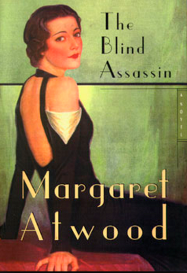 The
Blind
Assassin
Margaret
Atwood